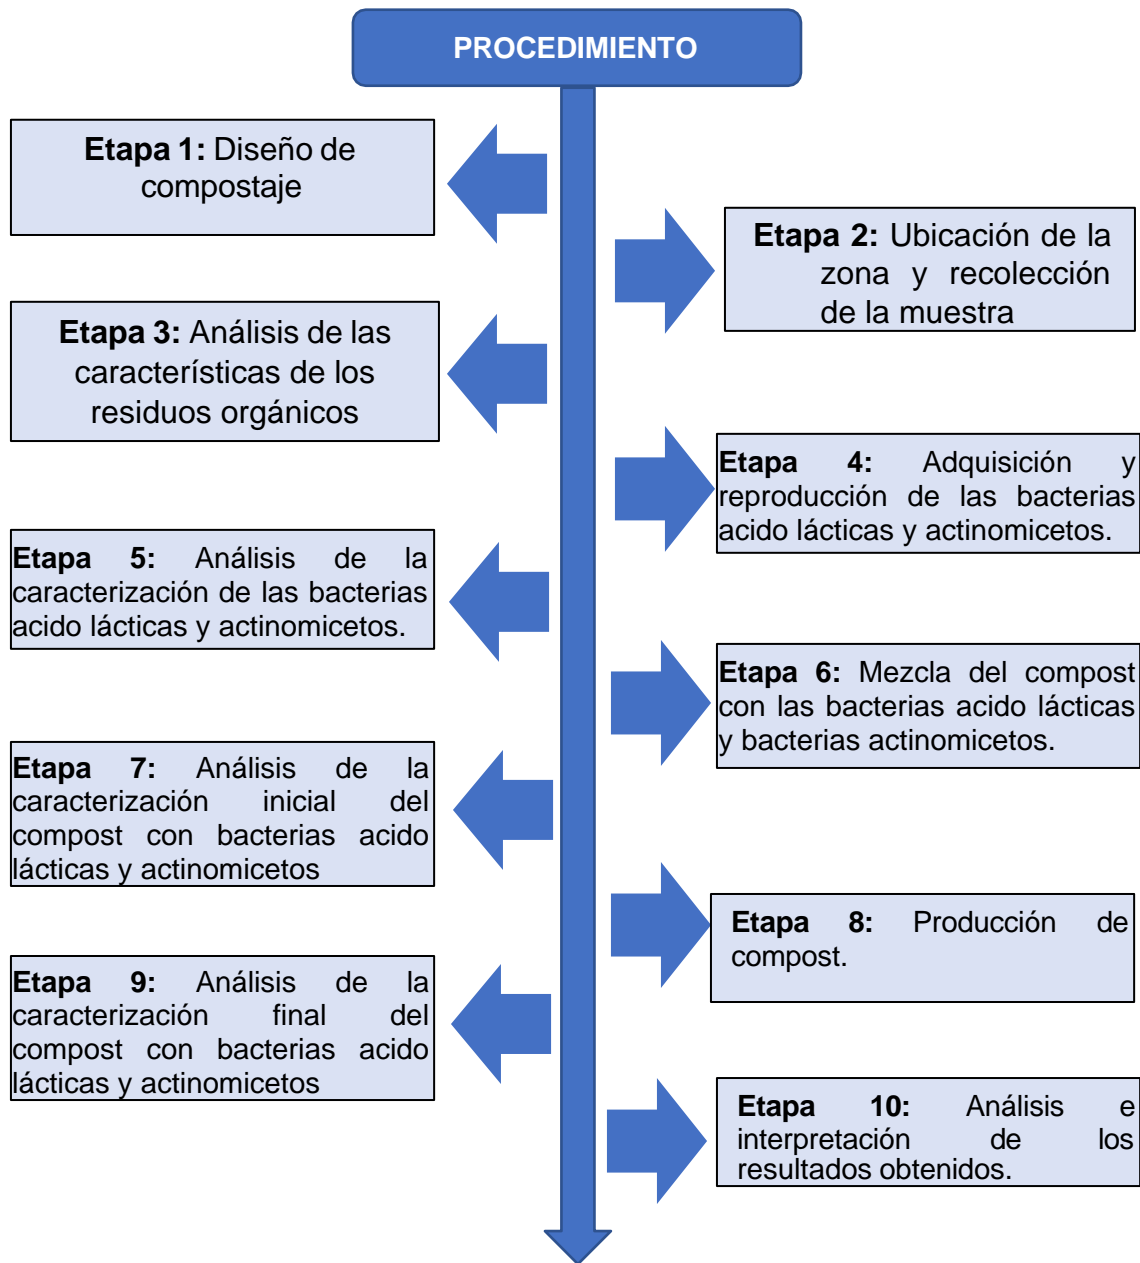 PROCEDIMIENTO
Etapa 1: Diseño de
compostaje
Etapa 2: Ubicación de la
zona y recolección
de la muestra
Etapa 3: Análisis de las
características de los
residuos orgánicos
Etapa 4: Adquisición y
reproducción de las bacterias
acido lácticas y actinomicetos.
Etapa 5: Análisis de la
caracterización de las bacterias
acido lácticas y actinomicetos.
Etapa 6: Mezcla del compost
con las bacterias acido lácticas
y bacterias actinomicetos.
Etapa 7: Análisis de la
caracterización inicial del
compost con bacterias acido
lácticas y actinomicetos
Etapa 8: Producción de
compost.
Etapa 9: Análisis de la
caracterización final del
compost con bacterias acido
lácticas y actinomicetos
Etapa 10: Análisis e
interpretación de los
resultados obtenidos.